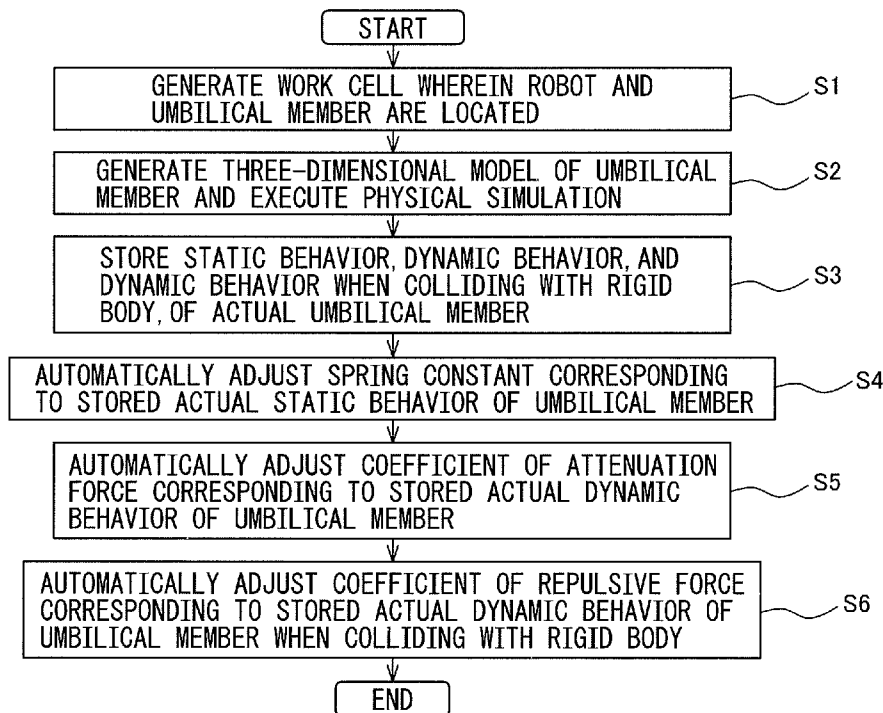 START
GENERATE WORK CELL WHEREIN ROBOT AND
UMBILICAL MEMBER ARE LOCATED
S1
GENERATE THREE-DIMENSIONAL MODEL OF UMBILICAL
MEMBER AND EXECUTE PHYSICAL SIMULATION
S2
STORE STATIC BEHAVIOR, DYNAMIC BEHAVIOR, AND
DYNAMIC BEHAVIOR WHEN COLLIDING WITH RIGID
BODY, OF ACTUAL UMBILICAL MEMBER
S3
AUTOMATICALLY ADJUST SPRING CONSTANT CORRESPONDING
TO STORED ACTUAL STATIC BEHAVIOR OF UMBILICAL MEMBER
S4
AUTOMATICALLY ADJUST COEFFICIENT OF ATTENUATION
FORCE CORRESPONDING TO STORED ACTUAL DYNAMIC
BEHAVIOR OF UMBILICAL MEMBER
S5
AUTOMATICALLY ADJUST COEFFICIENT OF REPULSIVE FORCE
CORRESPONDING TO STORED ACTUAL DYNAMIC BEHAVIOR OF
UMBILICAL MEMBER WHEN COLLIDING WITH RIGID BODY
S6
END